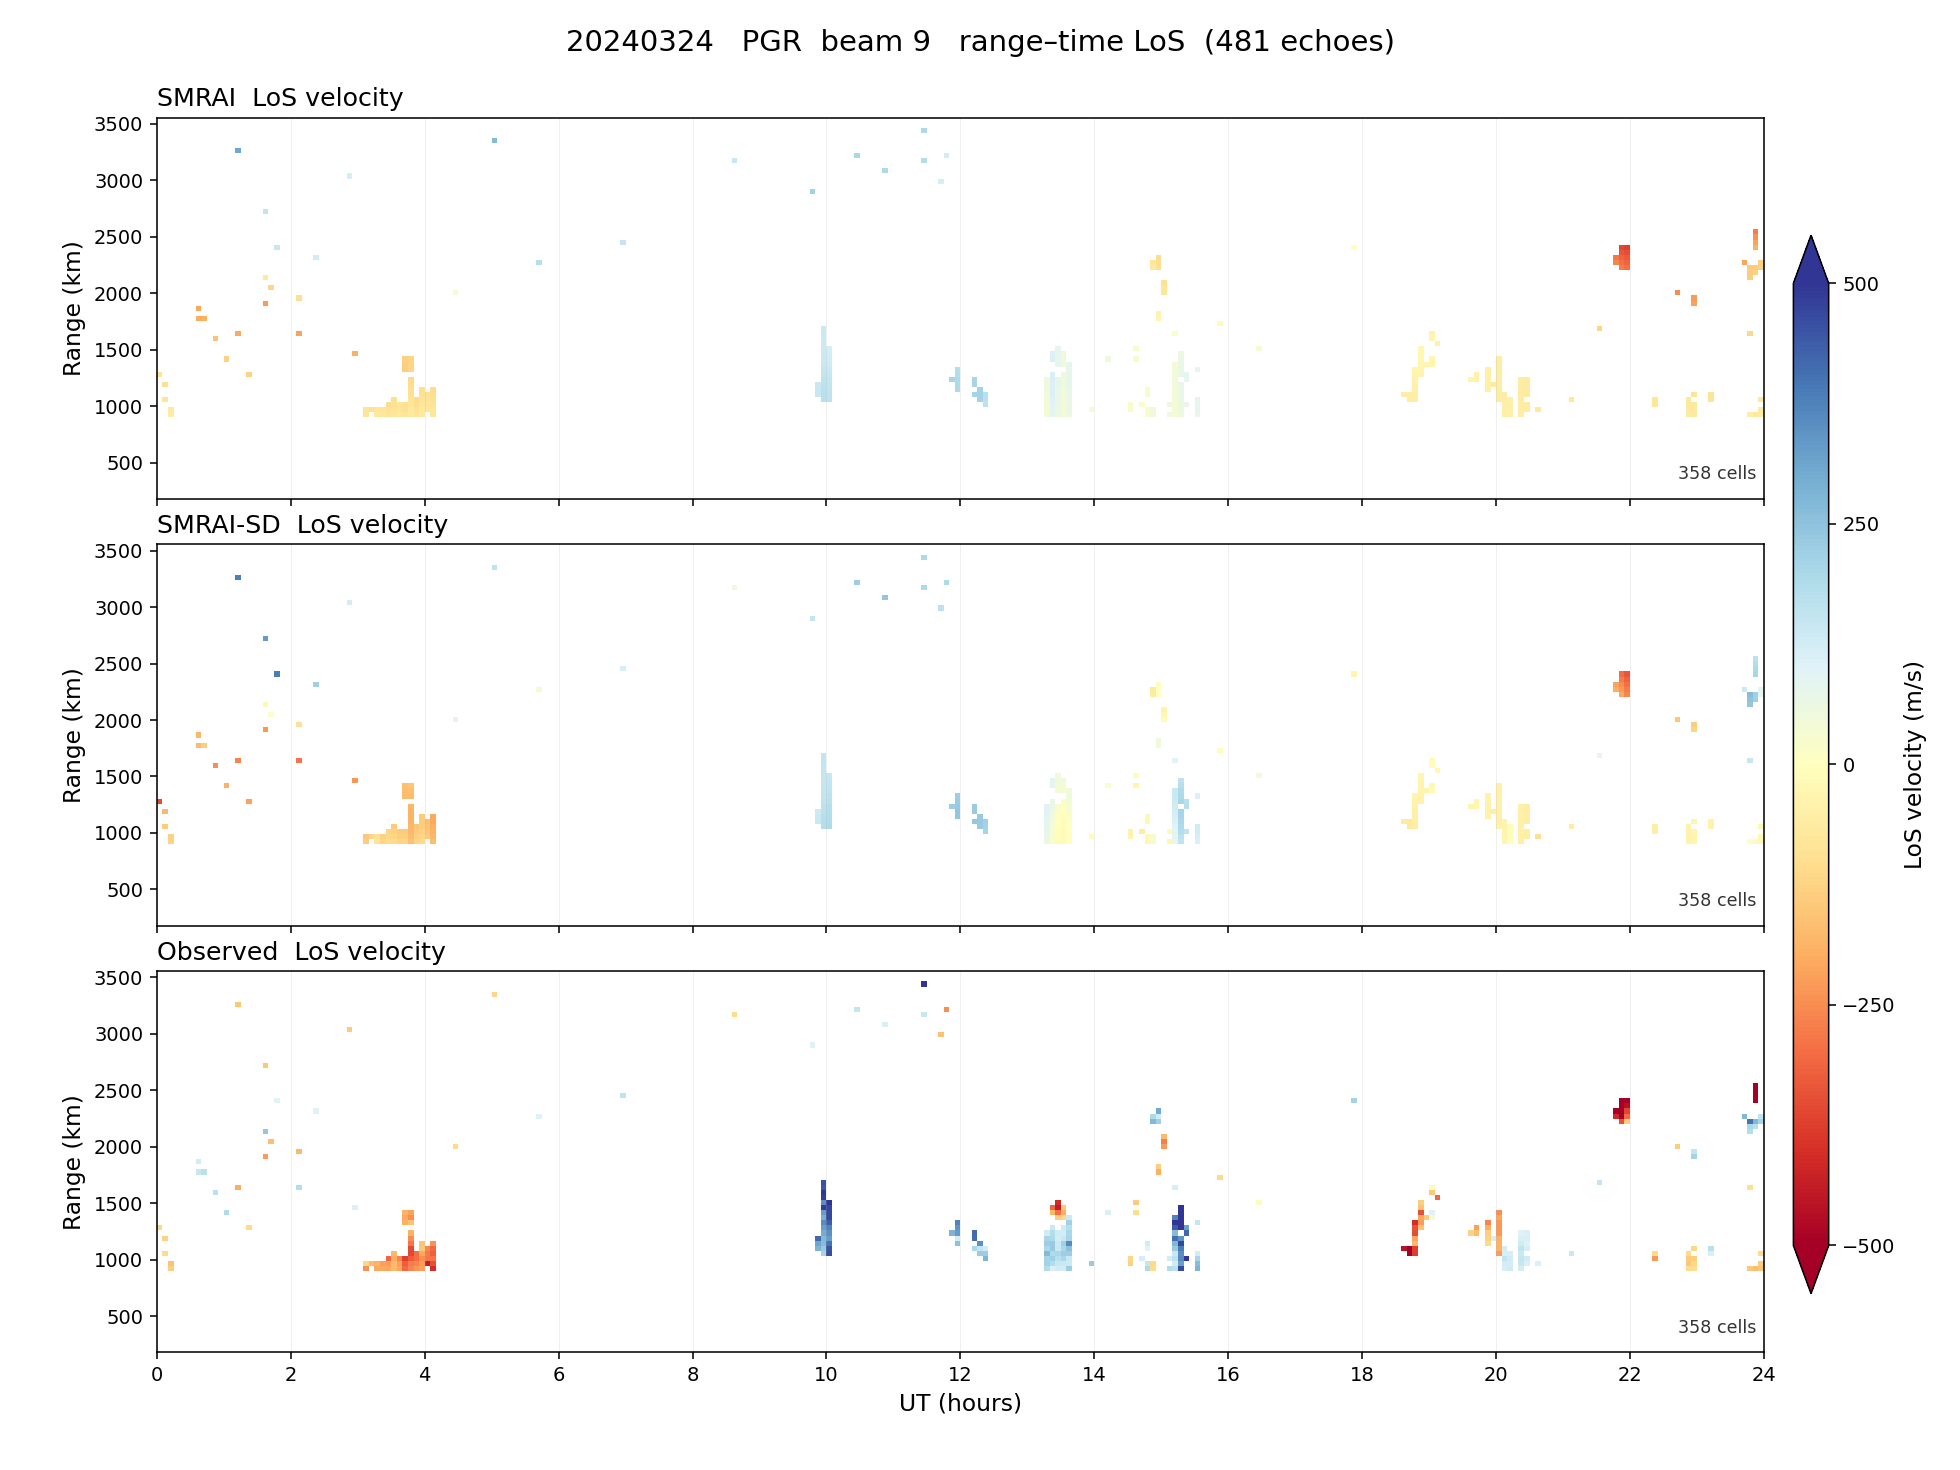 20240324   PGR  beam 9   range–time LoS  (481 echoes)
SMRAI  LoS velocity
3500
3000
2500
2000
1500
1000
500
Range (km)
358 cells
SMRAI-SD  LoS velocity
3500
3000
2500
2000
1500
1000
500
Range (km)
358 cells
Observed  LoS velocity
3500
3000
2500
2000
1500
1000
500
Range (km)
358 cells
0 2 4 6 8 10 12 14 16 18 20 22 24
UT (hours)
500
250
0
−250
−500
LoS velocity (m/s)